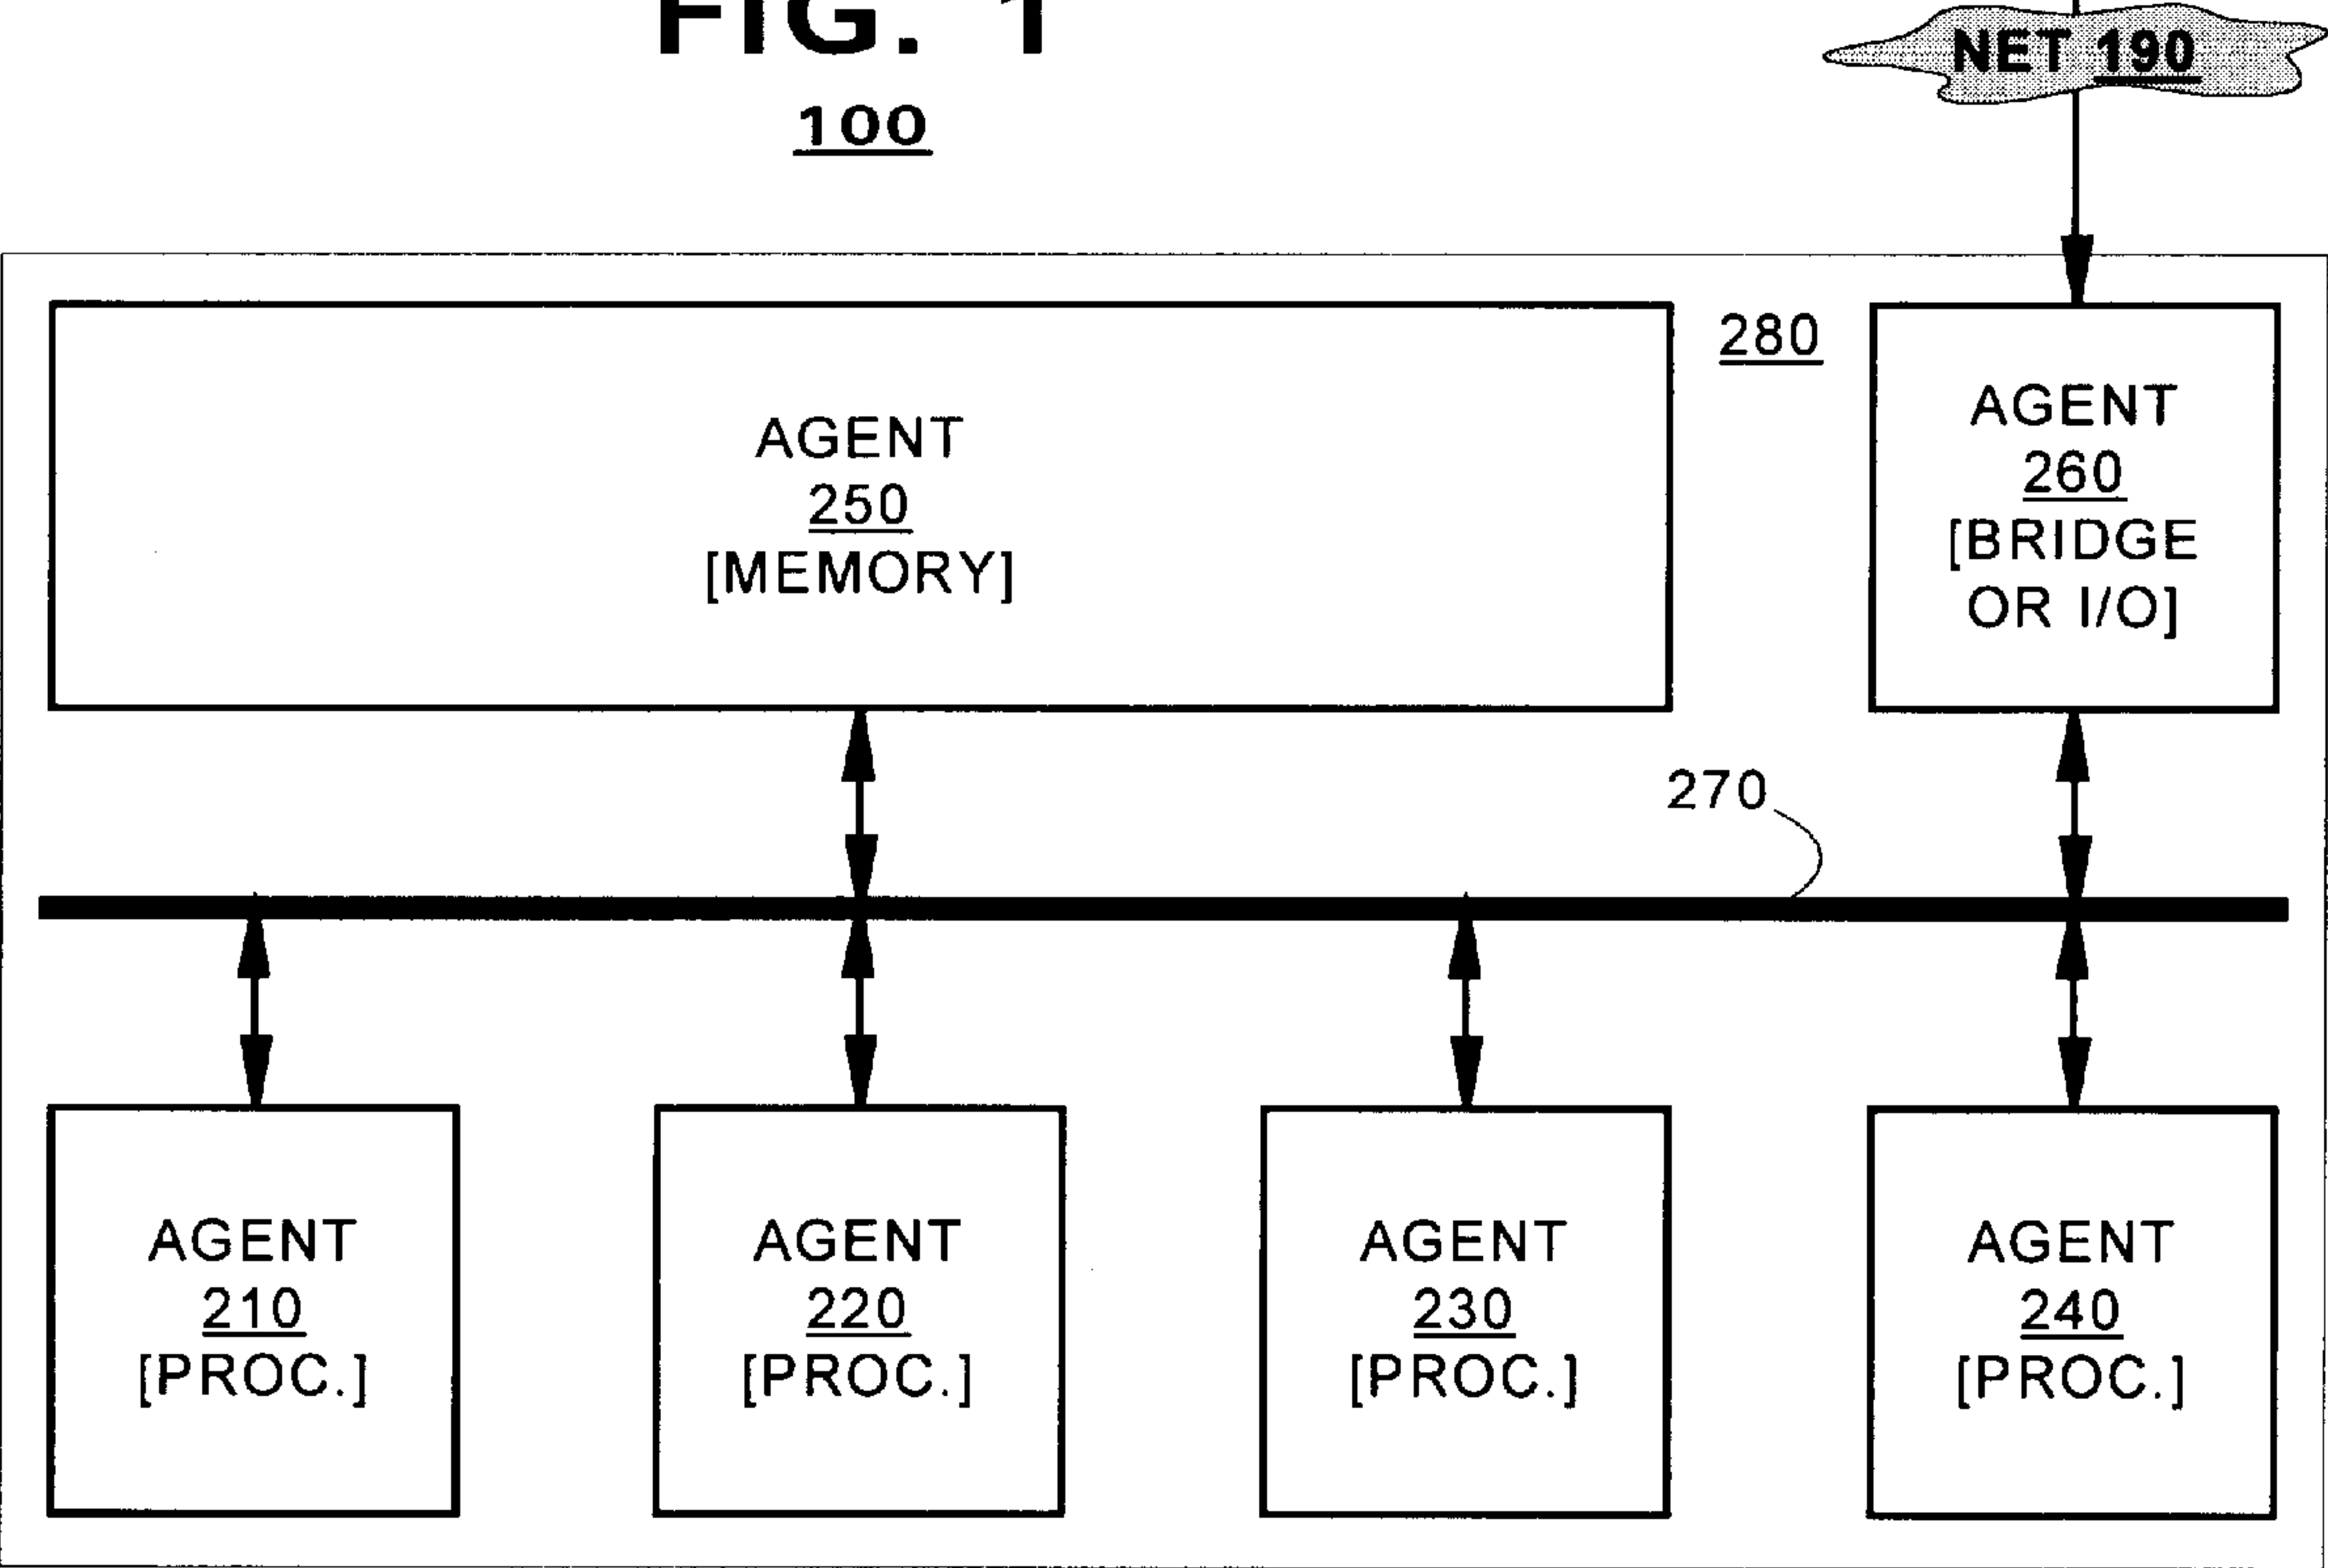 FIG. 1
100
NET 190
280
AGENT
250
[MEMORY]
AGENT
260
[BRIDGE
OR I/O]
270
AGENT
210
[PROC.]
AGENT
220
[PROC.]
AGENT
230
[PROC.]
AGENT
240
[PROC.]